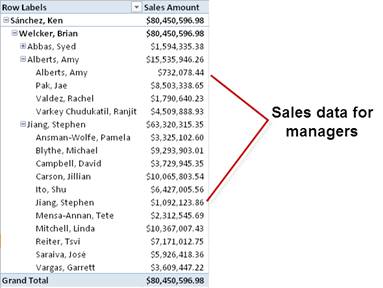 Row Labels Sales Amount
Sánchez, Ken $80,450,596.98
Welcker, Brian $80,450,596.98
Abbas, Syed $1,594,335.38
Alberts, Amy $15,535,946.26
Alberts, Amy $732,078.44
Pak, Jae $8,503,338.65
Valdez, Rachel $1,790,640.23
Varkey Chudukatil, Ranjit $4,509,888.93
Jiang, Stephen $63,320,315.35
Ansman-Wolfe, Pamela $3,325,102.60
Blythe, Michael $9,293,903.01
Campbell, David $3,729,945.35
Carson, Jillian $10,065,803.54
Ito, Shu $6,427,005.56
Jiang, Stephen $1,092,123.86
Mensa-Annan, Tete $2,312,545.69
Mitchell, Linda $10,367,007.43
Reiter, Tsvi $7,171,012.75
Saraiva, José $5,926,418.36
Vargas, Garrett $3,609,447.22
Grand Total $80,450,596.98
Sales data for
managers